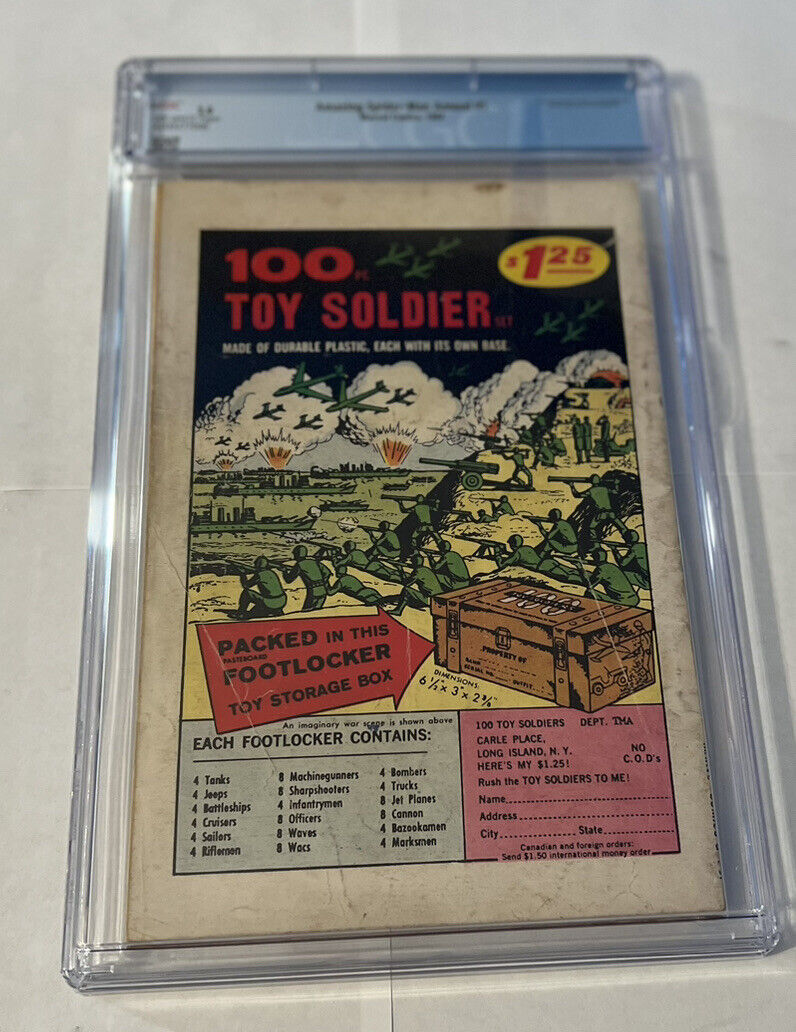 100 PC.
$1.25
TOY SOLDIER SET
MADE OF DURABLE PLASTIC, EACH WITH ITS OWN BASE
PACKED IN THIS
PASTEBOARD
FOOTLOCKER
TOY STORAGE BOX
PROPERTY OF
NAME
SERIAL NO.
OUTFIT
DIMENSIONS:
An imaginary war scene is shown above
EACH FOOTLOCKER CONTAINS:
4 Tanks
4 Jeeps
4 Battleships
4 Cruisers
4 Sailors
4 Riflemen
8 Machinegunners
8 Sharpshooters
4 Infantrymen
8 Officers
8 Waves
8 Wacs
4 Bombers
4 Trucks
8 Jet Planes
8 Cannon
4 Bazookamen
4 Marksmen
100 TOY SOLDIERS DEPT. TMA
CARLE PLACE,
LONG ISLAND, N.Y.
HERE'S MY $1.25!
NO
C.O.D's
Rush the TOY SOLDIERS TO ME!
Name
Address
City State
Canadian and foreign orders:
Send $1.50 international money order